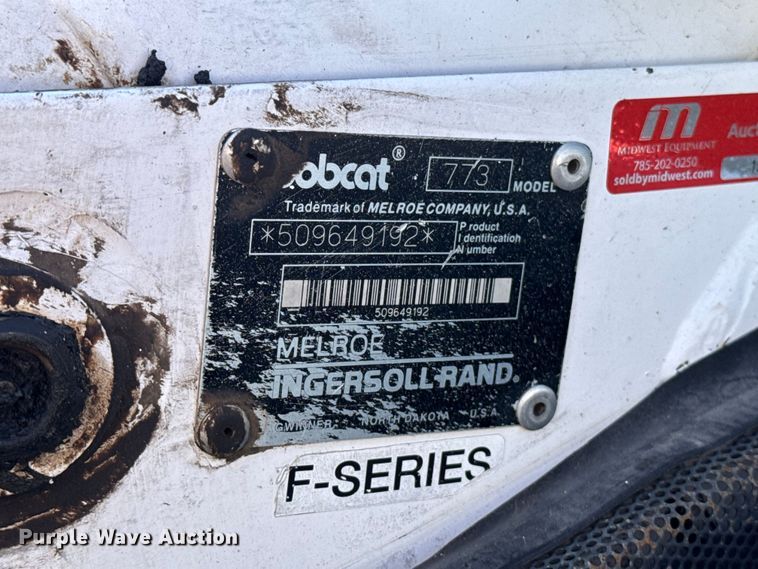 bobcat® 773 MODEL
Trademark of MELROE COMPANY, U.S.A.
*509649192* Product Identification Number
509649192
MELROE
INGERSOLL-RAND®
GWINNER NORTH DAKOTA U.S.A.
F-SERIES
m
MIDWEST EQUIPMENT
785-202-0250
soldbymidwest.com
Purple Wave Auction